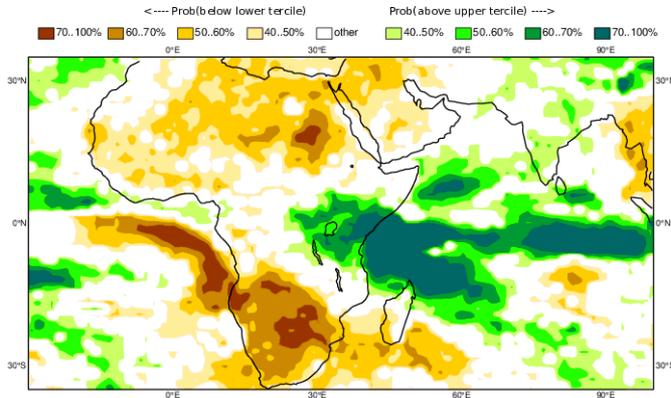 <---- Prob(below lower tercile) Prob(above upper tercile) ---->
70..100% 60..70% 50..60% 40..50% other 40..50% 50..60% 60..70% 70..100%
0°E 30°E 60°E 90°E
30°N 30°N
0°N 0°N
30°S 30°S
0°E 30°E 60°E 90°E